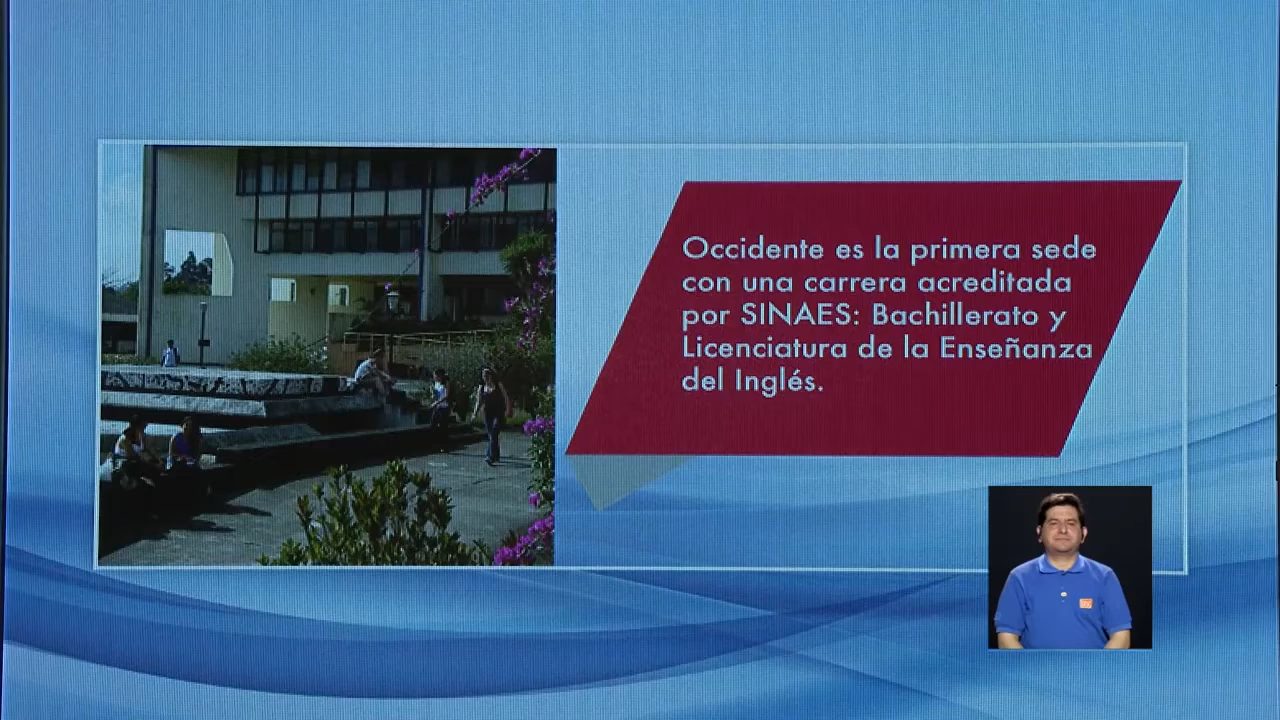 Occidente es la primera sede
con una carrera acreditada
por SINAES: Bachillerato y
Licenciatura de la Enseñanza
del Inglés.